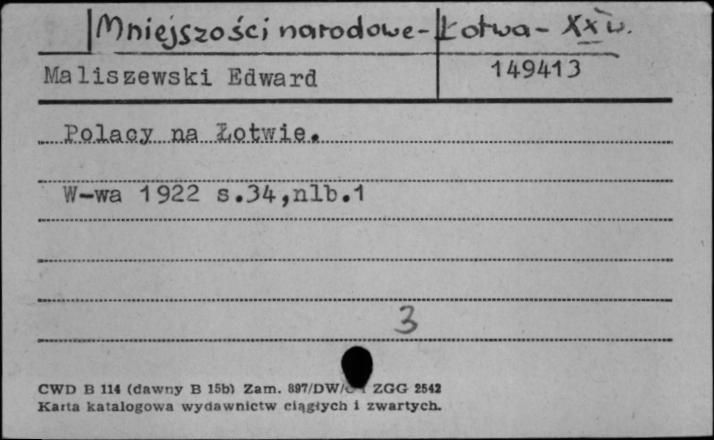 Mniejszości narodowe - Łotwa - XX w.
Maliszewski Edward
149413
Polacy na Łotwie.
W-wa 1922 s.34,nlb.1
3
CWD B 114 (dawny B 15b) Zam. 897/DW/ ZGG 2542
Karta katalogowa wydawnictw ciągłych i zwartych.